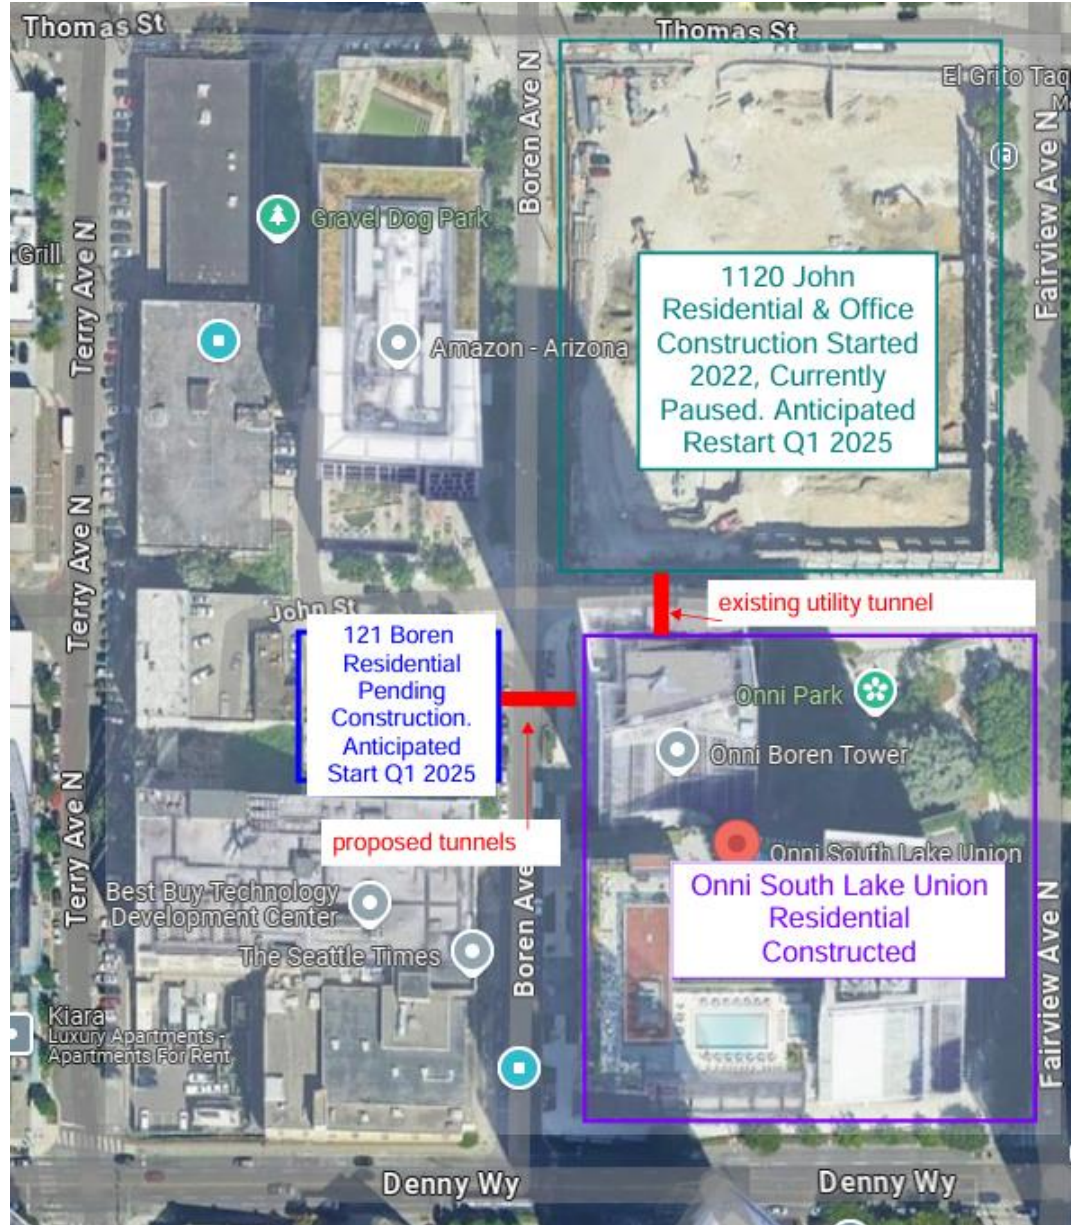 Thomas St
Thomas St
Boren Ave N
El Grito Taq
Gravel Dog Park
Grill
Terry Ave N
Fairview Ave N
1120 John
Residential & Office
Construction Started
2022, Currently
Paused. Anticipated
Restart Q1 2025
Amazon - Arizona
Terry Ave N
John St
existing utility tunnel
121 Boren
Residential
Pending
Construction.
Anticipated
Start Q1 2025
Onni Park
Onni Boren Tower
proposed tunnels
Onni South Lake Union
Terry Ave N
Best Buy Technology
Development Center
Boren Ave
Onni South Lake Union
Residential
Constructed
The Seattle Times
Fairview Ave N
Kiara
Luxury Apartments -
Apartments For Rent
Denny Wy
Denny Wy